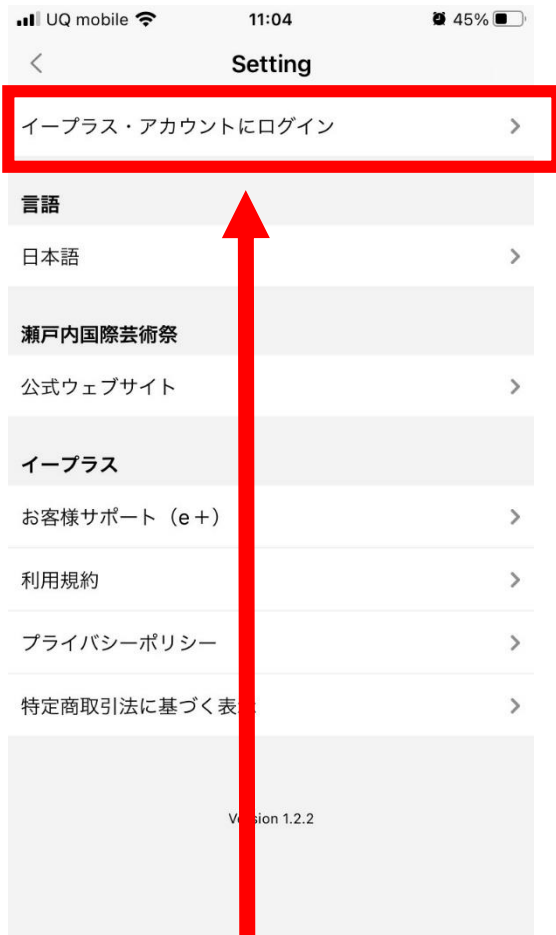 UQ mobile 11:04 45%
Setting
イープラス・アカウントにログイン
言語
日本語
瀬戸内国際芸術祭
公式ウェブサイト
イープラス
お客様サポート（e＋）
利用規約
プライバシーポリシー
特定商取引法に基づく
1.2.2